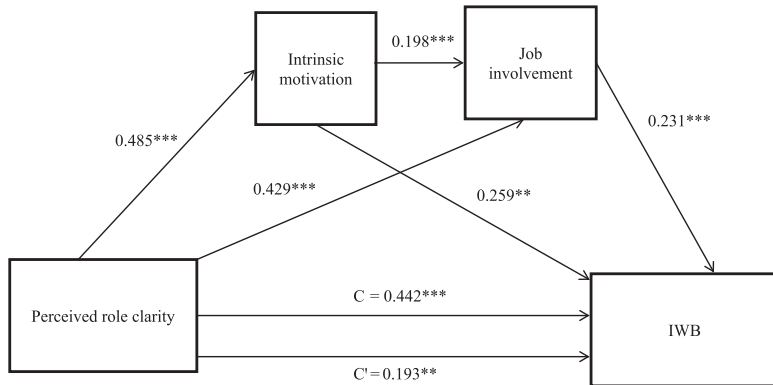 Intrinsic
motivation
0.198***
Job
involvement
0.485***
0.429***
0.259**
0.231***
Perceived role clarity
C = 0.442***
C' = 0.193**
IWB